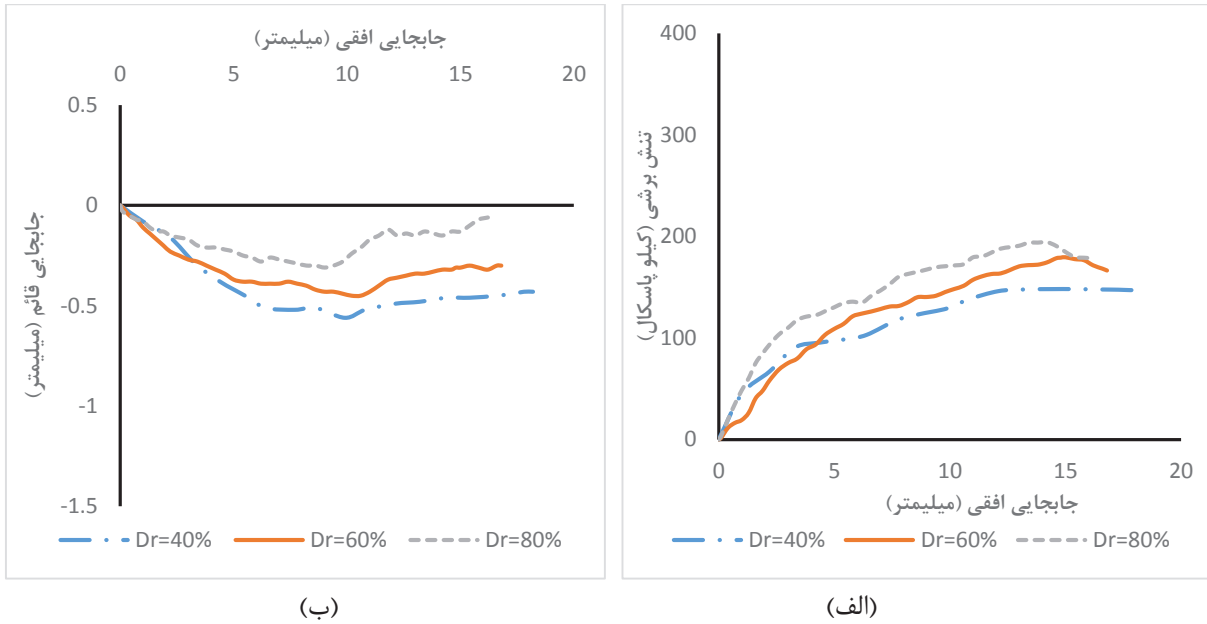 تنش برشی (کیلو پاسکال)
400
300
200
100
0
0 5 10 15 20
جابجایی افقی (میلیمتر)
Dr=40% Dr=60% Dr=80%
(الف)
جابجایی افقی (میلیمتر)
0 5 10 15 20
جابجایی قائم (میلیمتر)
0.5
0
-0.5
-1
-1.5
Dr=40% Dr=60% Dr=80%
(ب)